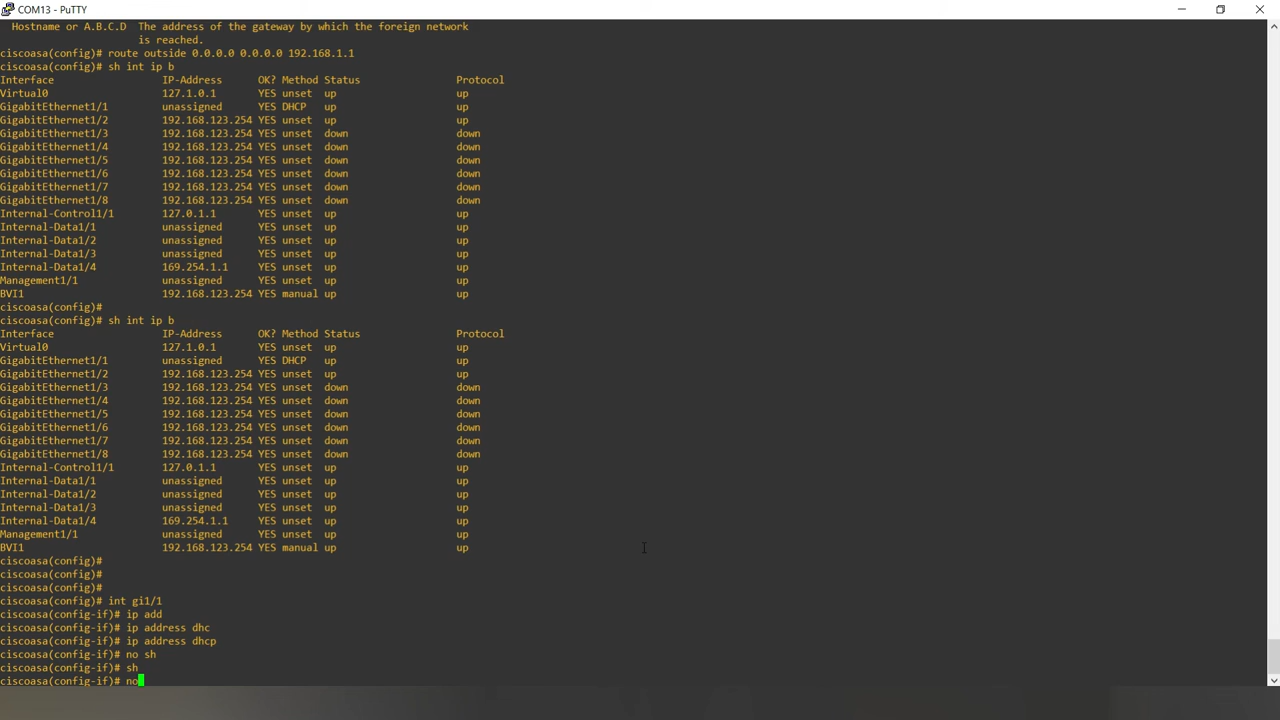 COM13 - PuTTY
Hostname or A.B.C.D  The address of the gateway by which the foreign network
is reached.
ciscoasa(config)# route outside 0.0.0.0 0.0.0.0 192.168.1.1
ciscoasa(config)# sh int ip b
Interface IP-Address OK? Method Status Protocol
Virtual0 127.1.0.1 YES unset up up
GigabitEthernet1/1 unassigned YES DHCP up up
GigabitEthernet1/2 192.168.123.254 YES unset up up
GigabitEthernet1/3 192.168.123.254 YES unset down down
GigabitEthernet1/4 192.168.123.254 YES unset down down
GigabitEthernet1/5 192.168.123.254 YES unset down down
GigabitEthernet1/6 192.168.123.254 YES unset down down
GigabitEthernet1/7 192.168.123.254 YES unset down down
GigabitEthernet1/8 192.168.123.254 YES unset down down
Internal-Control1/1 127.0.1.1 YES unset up up
Internal-Data1/1 unassigned YES unset up up
Internal-Data1/2 unassigned YES unset up up
Internal-Data1/3 unassigned YES unset up up
Internal-Data1/4 169.254.1.1 YES unset up up
Management1/1 unassigned YES unset up up
BVI1 192.168.123.254 YES manual up up
ciscoasa(config)#
ciscoasa(config)# sh int ip b
Interface IP-Address OK? Method Status Protocol
Virtual0 127.1.0.1 YES unset up up
GigabitEthernet1/1 unassigned YES DHCP up up
GigabitEthernet1/2 192.168.123.254 YES unset up up
GigabitEthernet1/3 192.168.123.254 YES unset down down
GigabitEthernet1/4 192.168.123.254 YES unset down down
GigabitEthernet1/5 192.168.123.254 YES unset down down
GigabitEthernet1/6 192.168.123.254 YES unset down down
GigabitEthernet1/7 192.168.123.254 YES unset down down
GigabitEthernet1/8 192.168.123.254 YES unset down down
Internal-Control1/1 127.0.1.1 YES unset up up
Internal-Data1/1 unassigned YES unset up up
Internal-Data1/2 unassigned YES unset up up
Internal-Data1/3 unassigned YES unset up up
Internal-Data1/4 169.254.1.1 YES unset up up
Management1/1 unassigned YES unset up up
BVI1 192.168.123.254 YES manual up up
ciscoasa(config)#
ciscoasa(config)#
ciscoasa(config)#
ciscoasa(config)# int gi1/1
ciscoasa(config-if)# ip add
ciscoasa(config-if)# ip address dhc
ciscoasa(config-if)# ip address dhcp
ciscoasa(config-if)# no sh
ciscoasa(config-if)# sh
ciscoasa(config-if)# no